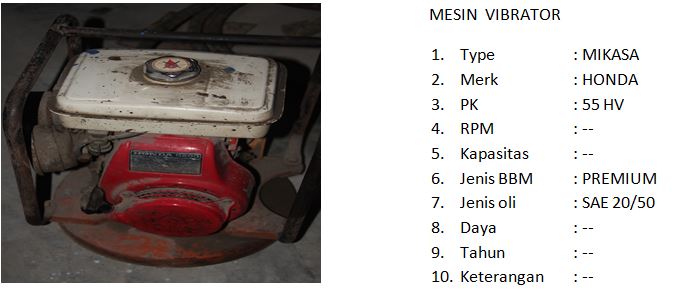 MESIN VIBRATOR
1. Type : MIKASA
2. Merk : HONDA
3. PK : 55 HV
4. RPM : --
5. Kapasitas : --
6. Jenis BBM : PREMIUM
7. Jenis oli : SAE 20/50
8. Daya : --
9. Tahun : --
10. Keterangan : --